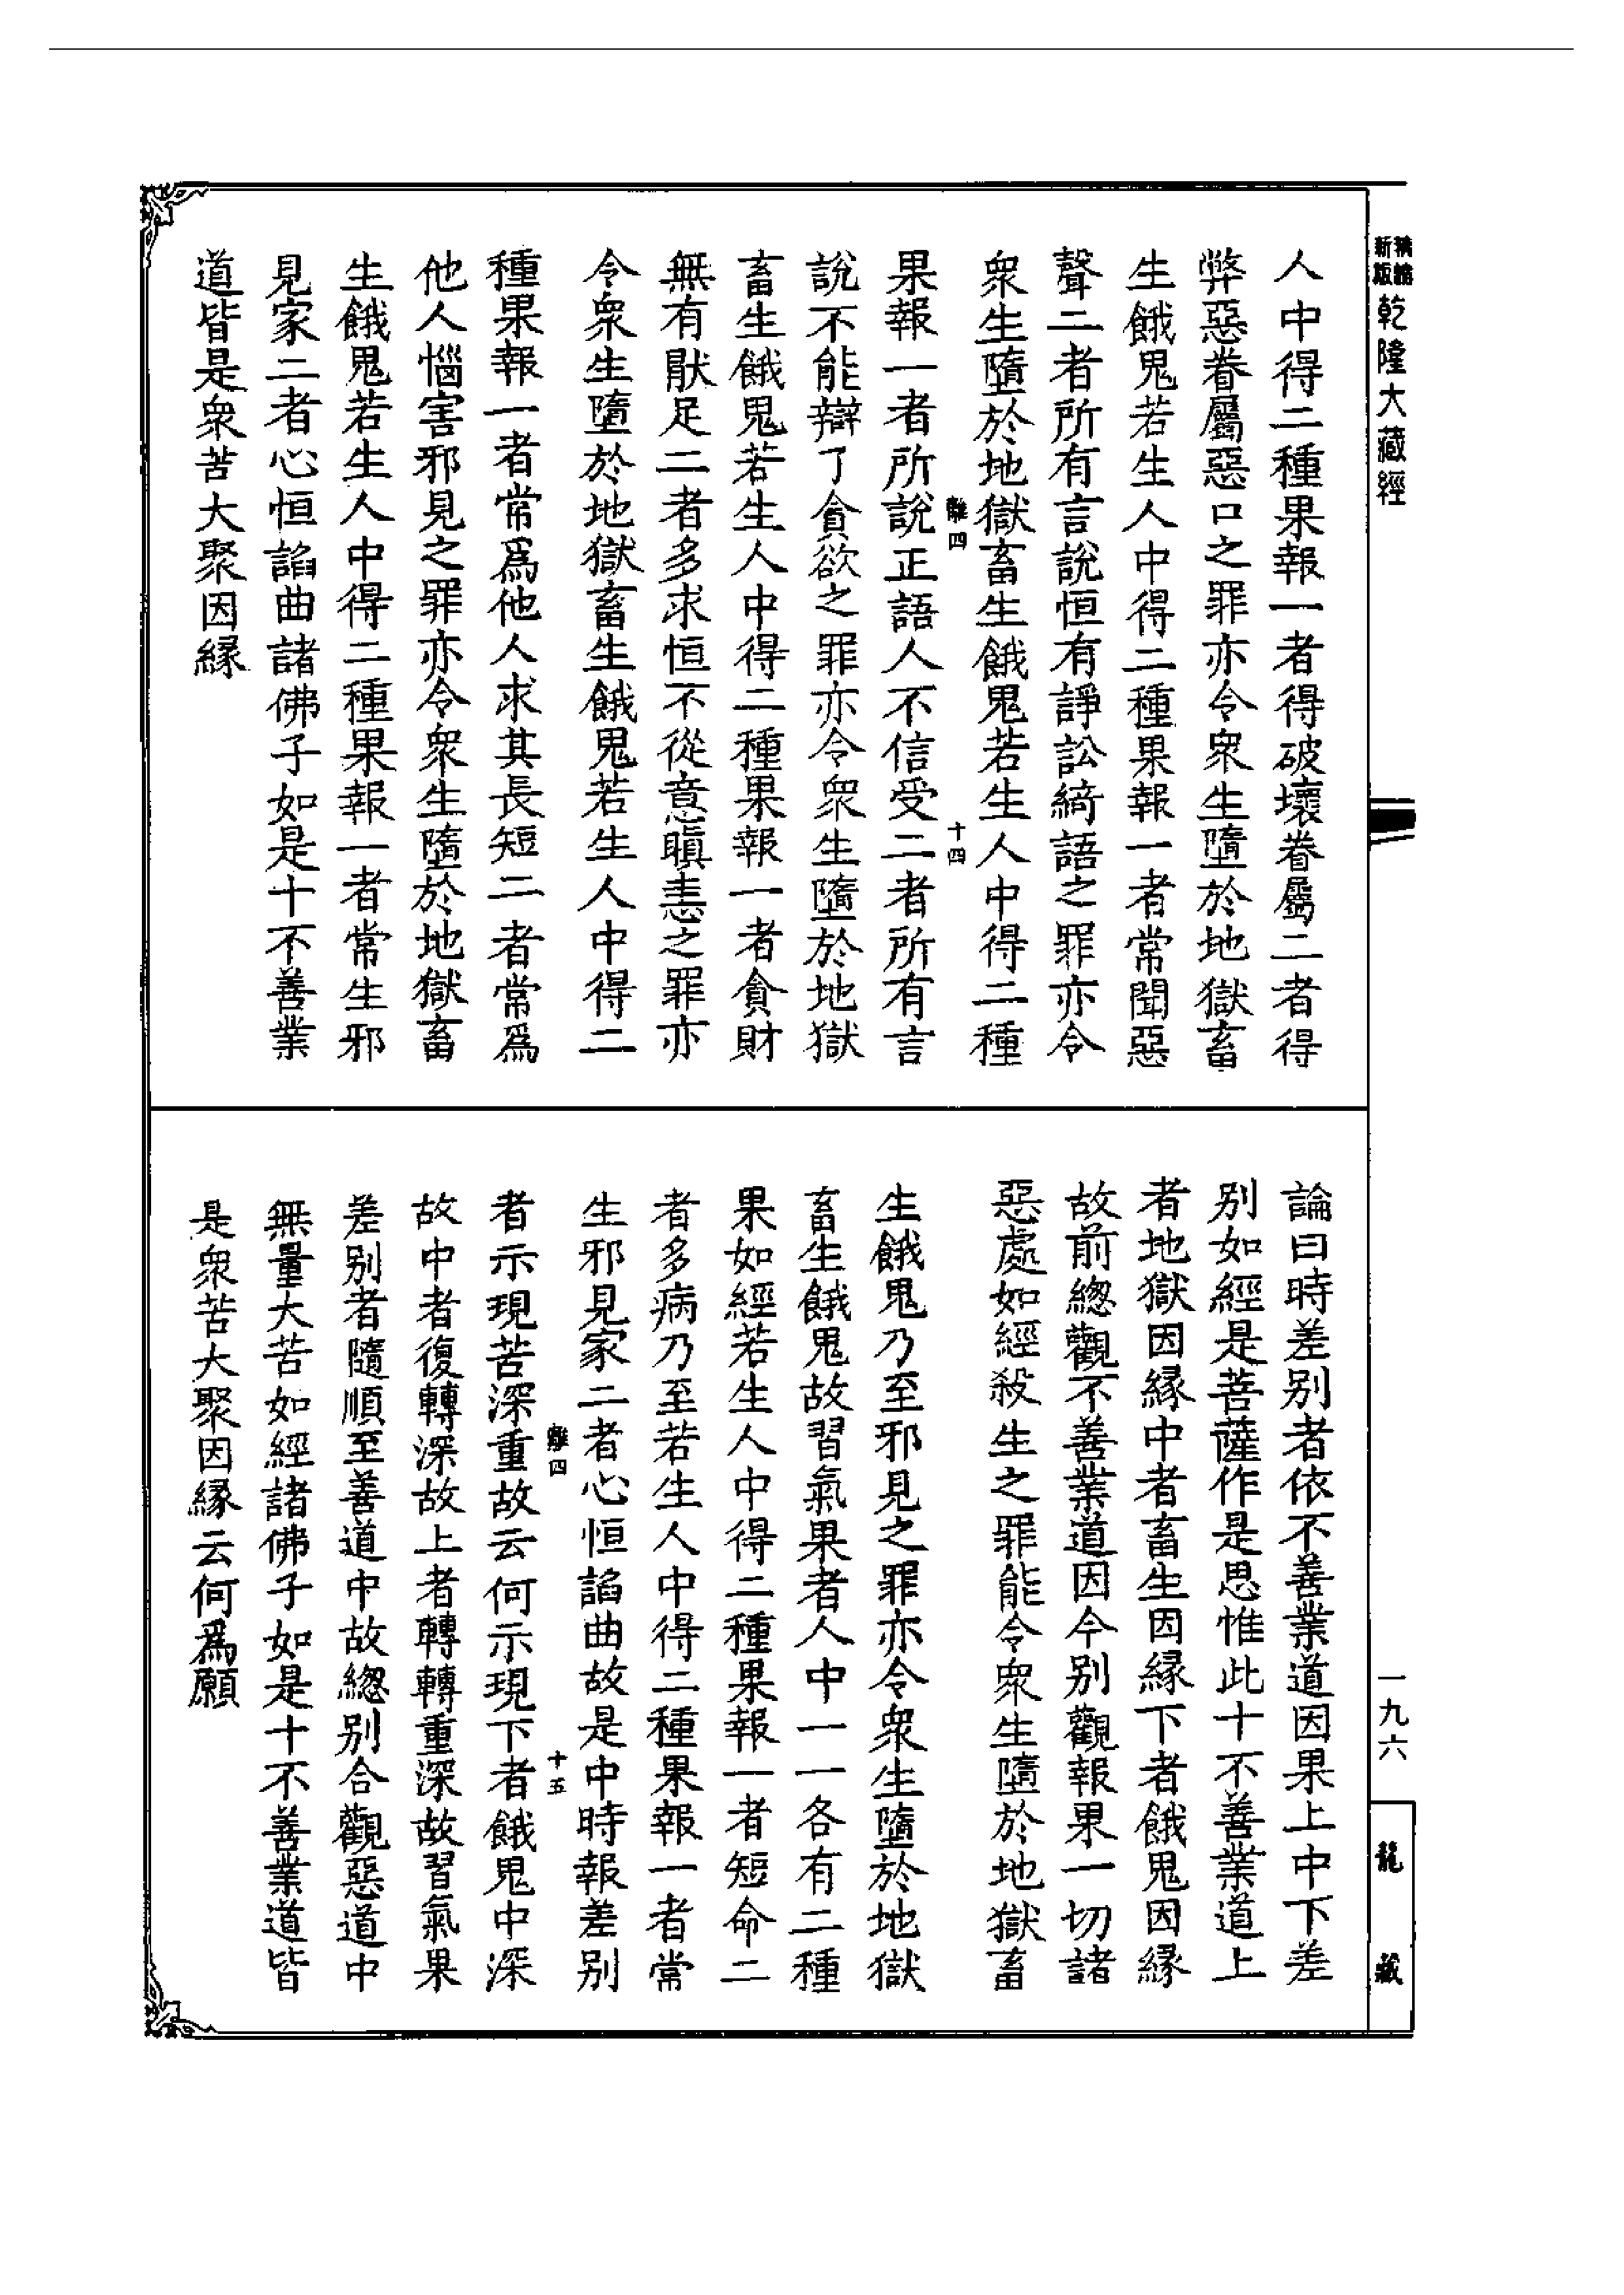 新版
精繕
乾隆大藏經
人中得二種果報一者得破壞眷屬二者得
弊惡眷屬惡口之罪亦令衆生墮於地獄畜
生餓鬼若生人中得二種果報一者常聞惡
聲二者所有言說恒有諍訟綺語之罪亦令
衆生墮於地獄畜生餓鬼若生人中得二種
離四
十四
果報一者所說正語人不信受二者所有言
說不能辯了貪欲之罪亦令衆生墮於地獄
畜生餓鬼若生人中得二種果報一者貪財
無有猒足二者多求恒不從意瞋恚之罪亦
令衆生墮於地獄畜生餓鬼若生人中得二
種果報一者常爲他人求其長短二者常爲
他人惱害邪見之罪亦令衆生墮於地獄畜
生餓鬼若生人中得二種果報一者常生邪
見家二者心恒諂曲諸佛子如是十不善業
道皆是衆苦大聚因緣
論曰時差别者依不善業道因果上中下差
别如經是菩薩作是思惟此十不善業道上
者地獄因緣中者畜生因緣下者餓鬼因緣
故前總觀不善業道因今别觀報果一切諸
惡處如經殺生之罪能令衆生墮於地獄畜
生餓鬼乃至邪見之罪亦令衆生墮於地獄
畜生餓鬼故習氣果者人中一一各有二種
果如經若生人中得二種果報一者短命二
者多病乃至若生人中得二種果報一者常
生邪見家二者心恒諂曲故是中時報差别
離四
十五
者示現苦深重故云何示現下者餓鬼中深
故中者復轉深故上者轉轉重深故習氣果
差别者隨順至善道中故總别合觀惡道中
無量大苦如經諸佛子如是十不善業道皆
是衆苦大聚因緣云何爲願
一九六
龍藏